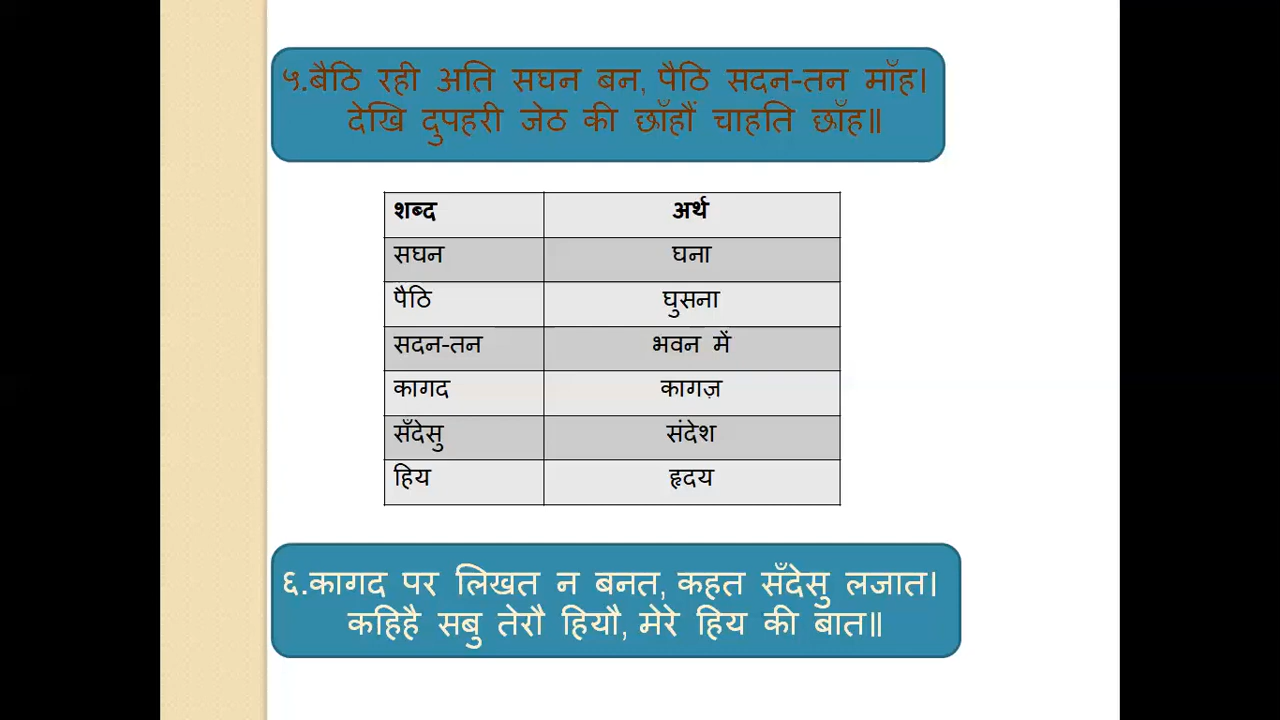 ५.बैठि रही अति सघन बन, पैठि सदन-तन माँह।
देखि दुपहरी जेठ की छाँहौं चाहति छाँह॥
शब्द अर्थ
सघन घना
पैठि घुसना
सदन-तन भवन में
कागद कागज़
सँदेसु संदेश
हिय हृदय
६.कागद पर लिखत न बनत, कहत सँदेसु लजात।
कहिहै सबु तेरौ हियौ, मेरे हिय की बात॥